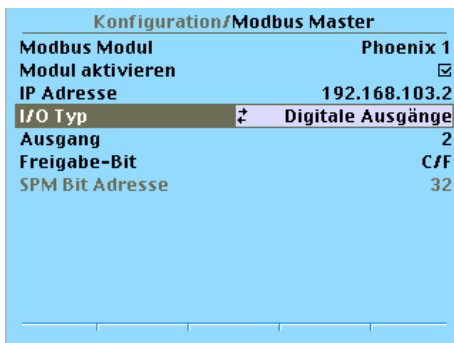 Konfiguration/Modbus Master
Modbus Modul Phoenix 1
Modul aktivieren
IP Adresse 192.168.103.2
I/O Typ Digitale Ausgänge
Ausgang 2
Freigabe-Bit C/F
SPM Bit Adresse 32